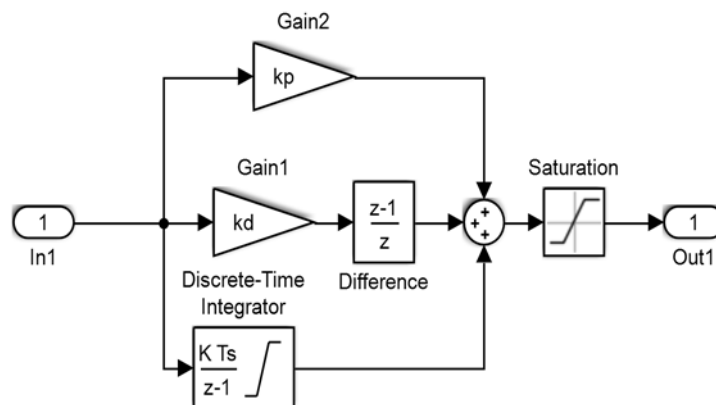 Gain2
kp
Gain1
Saturation
1
kd
z-1
z
+
+
+
1
In1
Discrete-Time
Integrator
Difference
Out1
K Ts
z-1